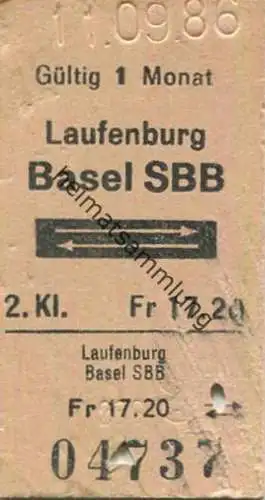 11.09.86
Gültig 1 Monat
Laufenburg
Basel SBB
2. Kl. Fr 17.20
Laufenburg
Basel SBB
Fr 17.20
04737
heimatsammlung.de